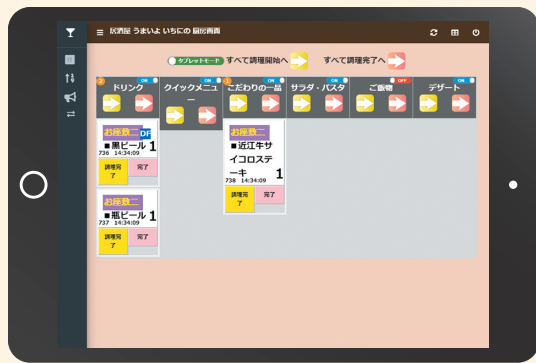 居酒屋 うまいよ いちにの 厨房画面
タブレットモード すべて調理開始へ すべて調理完了へ
2 ON ON 1 ON ON OFF ON
ドリンク クイックメニュー こだわりの一品 サラダ・パスタ ご飯物 デザート
お座敷二 DF
■黒ビール 1
736 14:34:09
調理完了 完了
お座敷二
■瓶ビール 1
737 14:34:09
調理完了 完了
お座敷二
■近江牛サ
イコロステ
ーキ 1
738 14:34:09
調理完了 完了